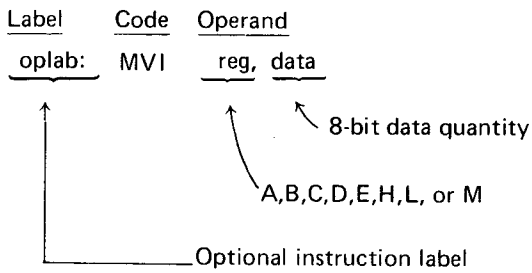 Label Code Operand
oplab: MVI reg, data
8-bit data quantity
A,B,C,D,E,H,L, or M
Optional instruction label